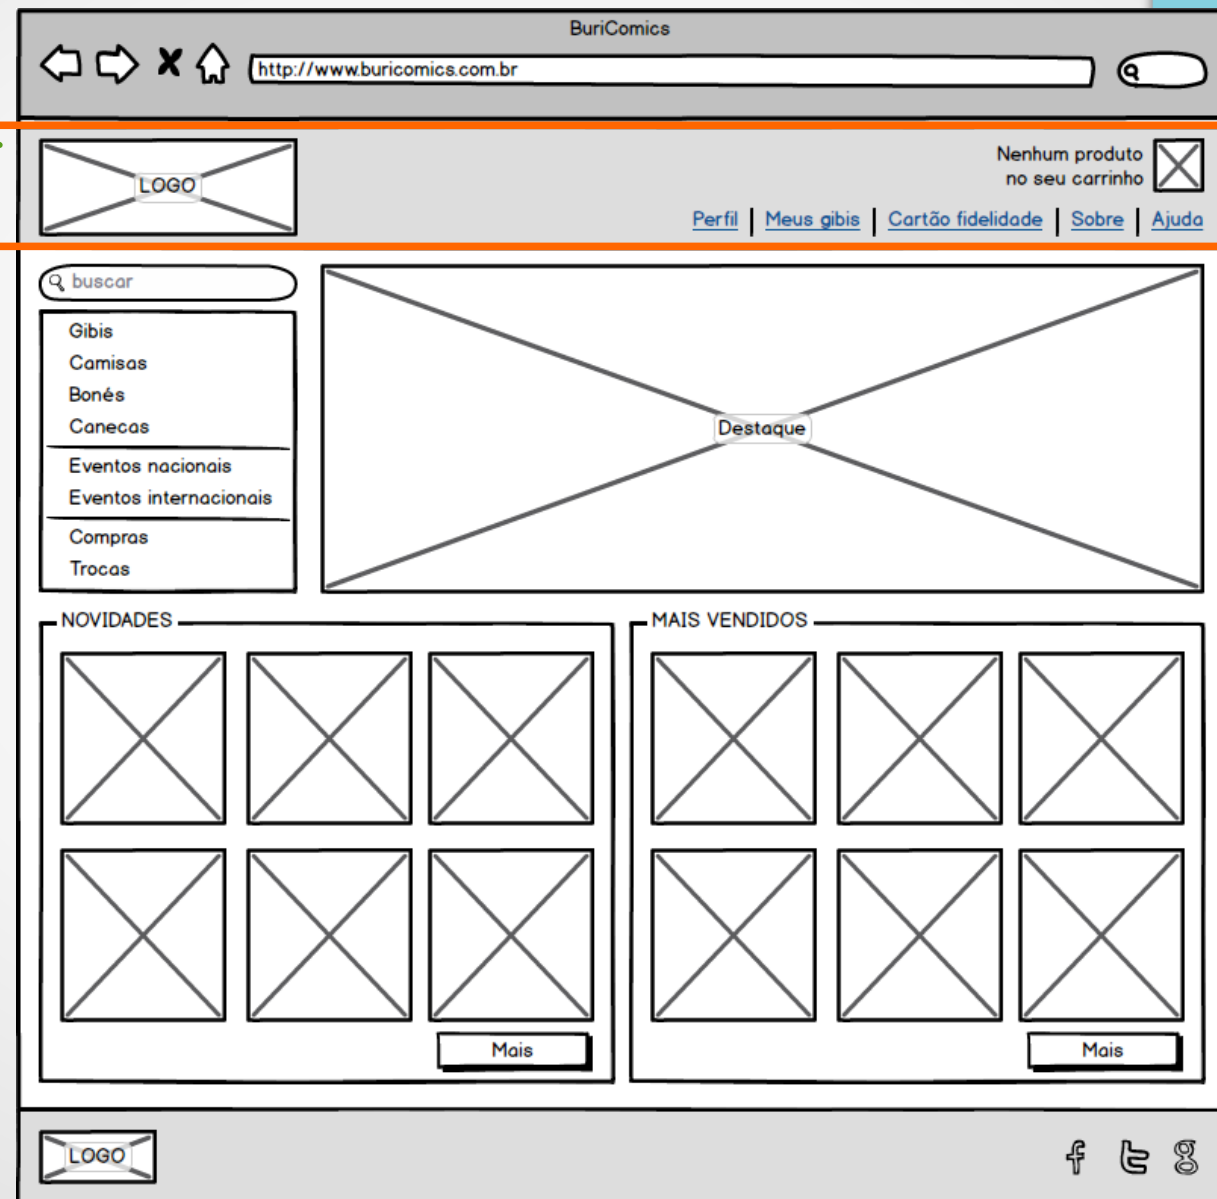 BuriComics
http://www.buricomics.com.br
LOGO
Nenhum produto
no seu carrinho
Perfil | Meus gibis | Cartão fidelidade | Sobre | Ajuda
buscar
Gibis
Camisas
Bonés
Canecas
Eventos nacionais
Eventos internacionais
Compras
Trocas
Destaque
NOVIDADES
Mais
MAIS VENDIDOS
Mais
LOGO